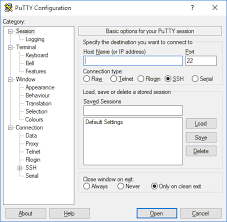 PuTTY Configuration
Category:
Session
Logging
Terminal
Keyboard
Bell
Features
Window
Appearance
Behaviour
Translation
Selection
Colours
Connection
Data
Proxy
Telnet
Rlogin
SSH
Serial
Basic options for your PuTTY session
Specify the destination you want to connect to
Host Name (or IP address) Port
22
Connection type:
Raw Telnet Rlogin SSH Serial
Load, save or delete a stored session
Saved Sessions
Default Settings
Load
Save
Delete
Close window on exit:
Always Never Only on clean exit
About Help Open Cancel